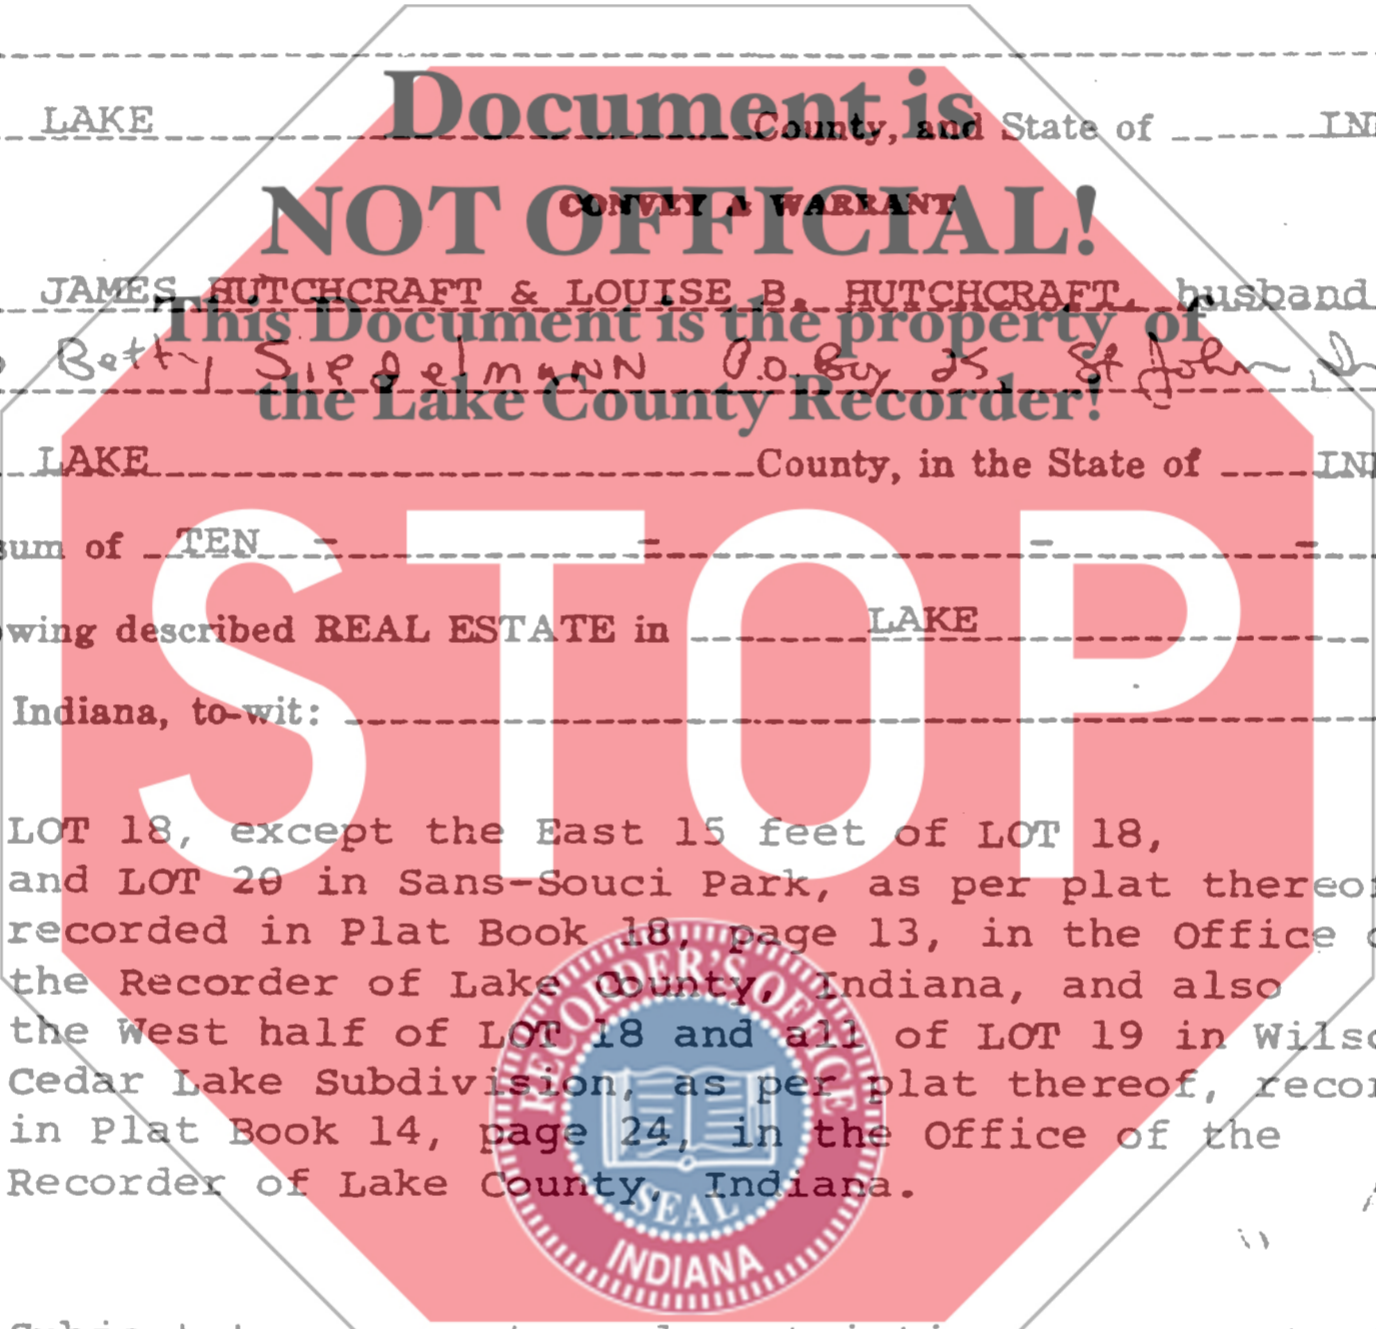 Document is
LAKE County, and State of IN
NOT OFFICIAL!
CONVEY & WARRANT
JAMES HUTCHCRAFT & LOUISE B. HUTCHCRAFT, husband
This Document is the property of
Betty Siegelmann P.O. Box 25 St John, In
the Lake County Recorder!
LAKE County, in the State of IN
sum of TEN
STOP
wing described REAL ESTATE in LAKE
Indiana, to-wit:
LOT 18, except the East 15 feet of LOT 18,
and LOT 20 in Sans-Souci Park, as per plat thereo
recorded in Plat Book 18, page 13, in the Office
the Recorder of Lake County, Indiana, and also
the West half of LOT 18 and all of LOT 19 in Wils
Cedar Lake Subdivision, as per plat thereof, reco
in Plat Book 14, page 24, in the Office of the
Recorder of Lake County, Indiana.
RECORDER'S OFFICE
SEAL
INDIANA